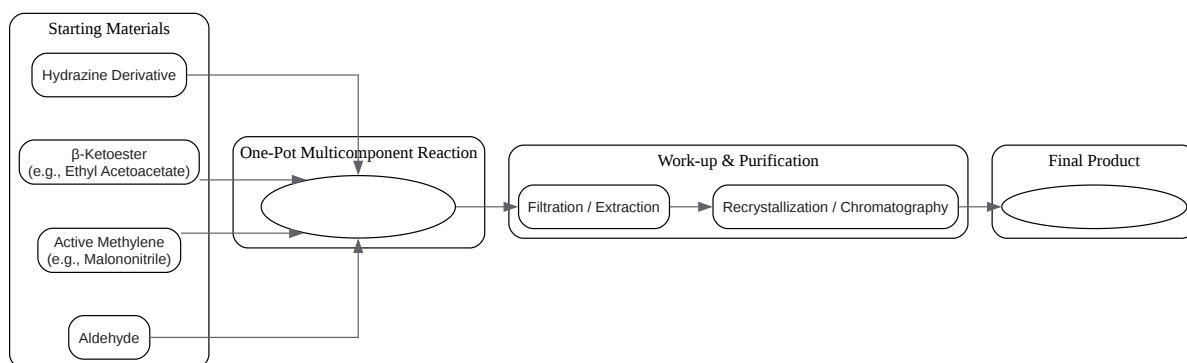 Starting Materials
Hydrazine Derivative
β-Ketoester
(e.g., Ethyl Acetoacetate)
Active Methylene
(e.g., Malononitrile)
Aldehyde
One-Pot Multicomponent Reaction
Work-up & Purification
Filtration / Extraction
Recrystallization / Chromatography
Final Product